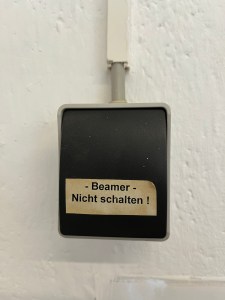 - Beamer -
Nicht schalten !